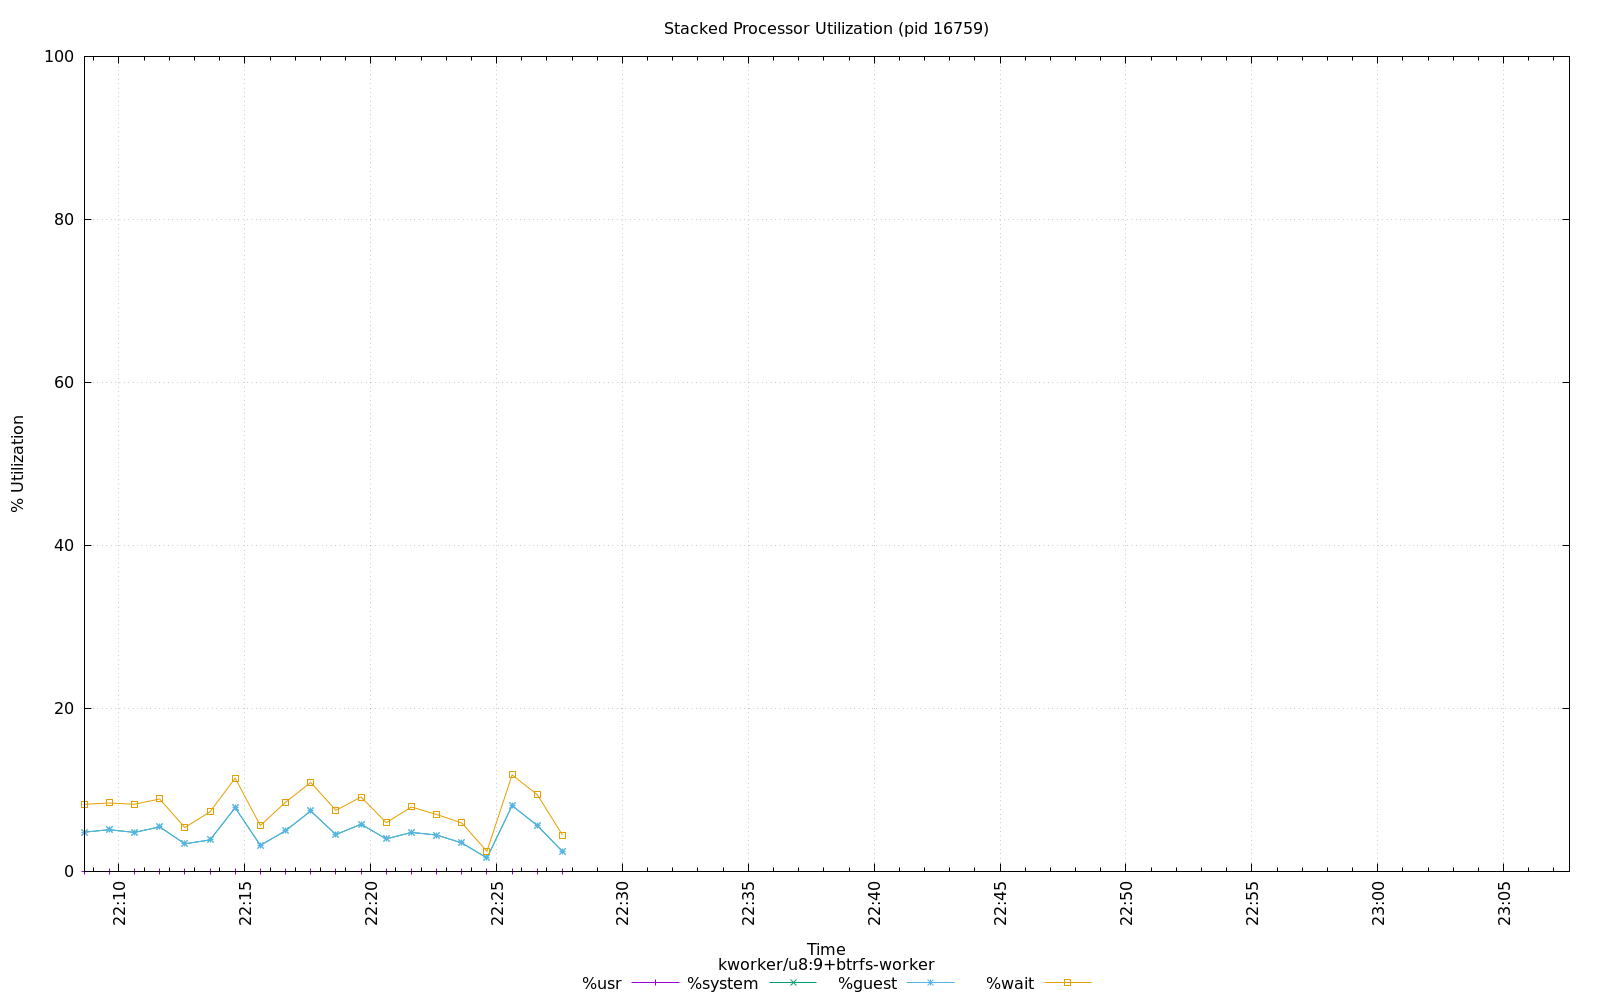 Stacked Processor Utilization (pid 16759)
100
80
60
40
20
0
% Utilization
22:10 22:15 22:20 22:25 22:30 22:35 22:40 22:45 22:50 22:55 23:00 23:05
Time
kworker/u8:9+btrfs-worker
%usr %system %guest %wait